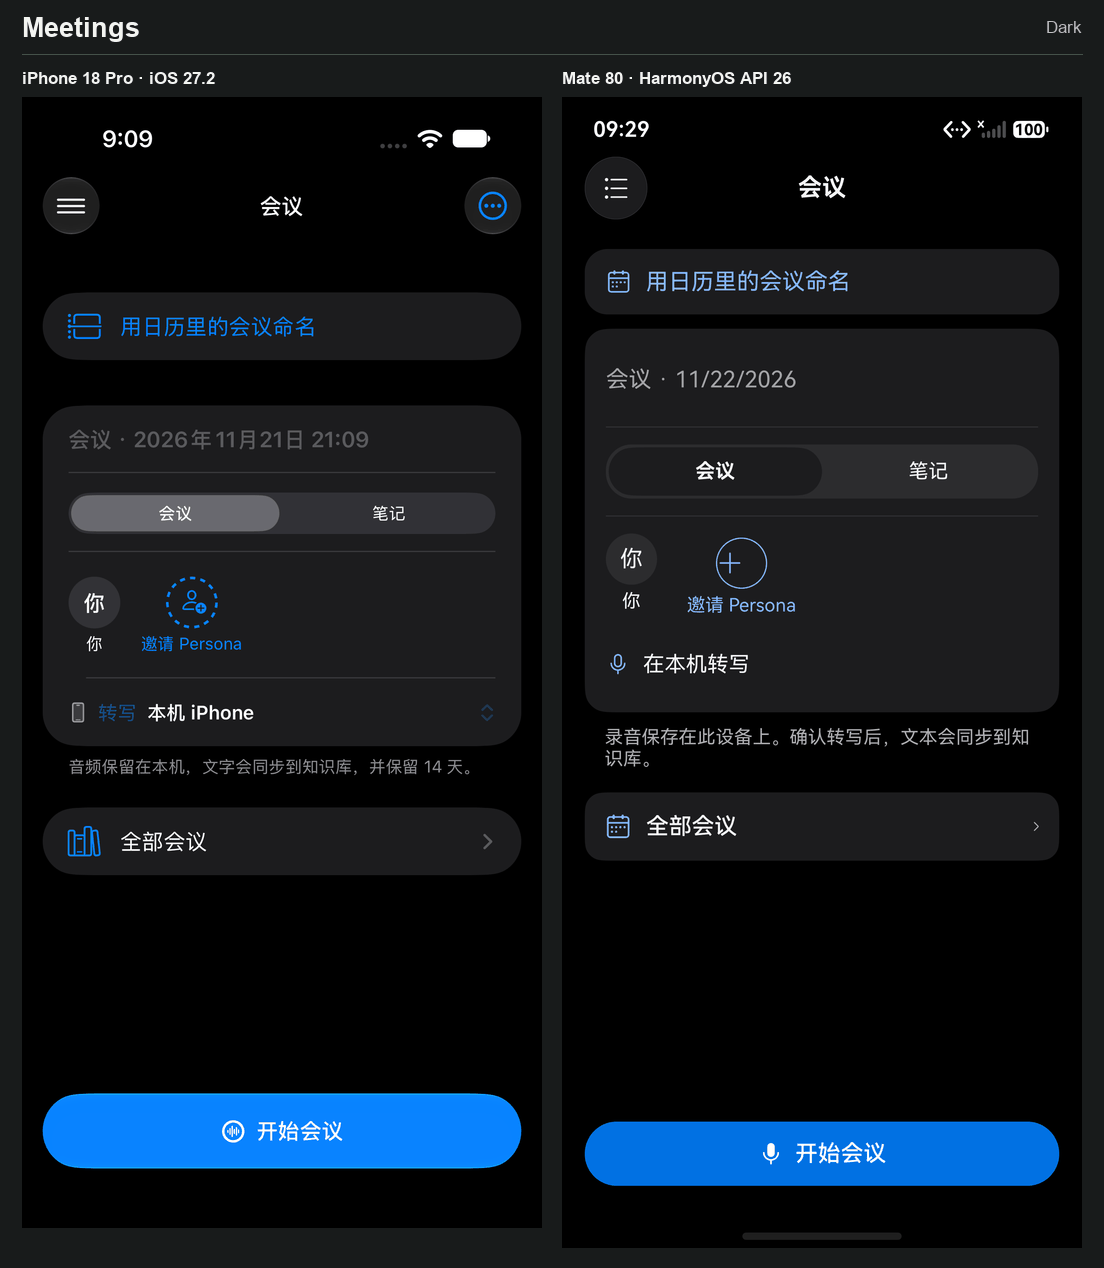 Meetings
Dark
iPhone 18 Pro · iOS 27.2
9:09
会议
用日历里的会议命名
会议 · 2026年11月21日 21:09
会议
笔记
你
你
邀请 Persona
转写 本机 iPhone
音频保留在本机，文字会同步到知识库，并保留 14 天。
全部会议
开始会议
Mate 80 · HarmonyOS API 26
09:29
100
会议
用日历里的会议命名
会议 · 11/22/2026
会议
笔记
你
你
邀请 Persona
在本机转写
录音保存在此设备上。确认转写后，文本会同步到知
识库。
全部会议
开始会议